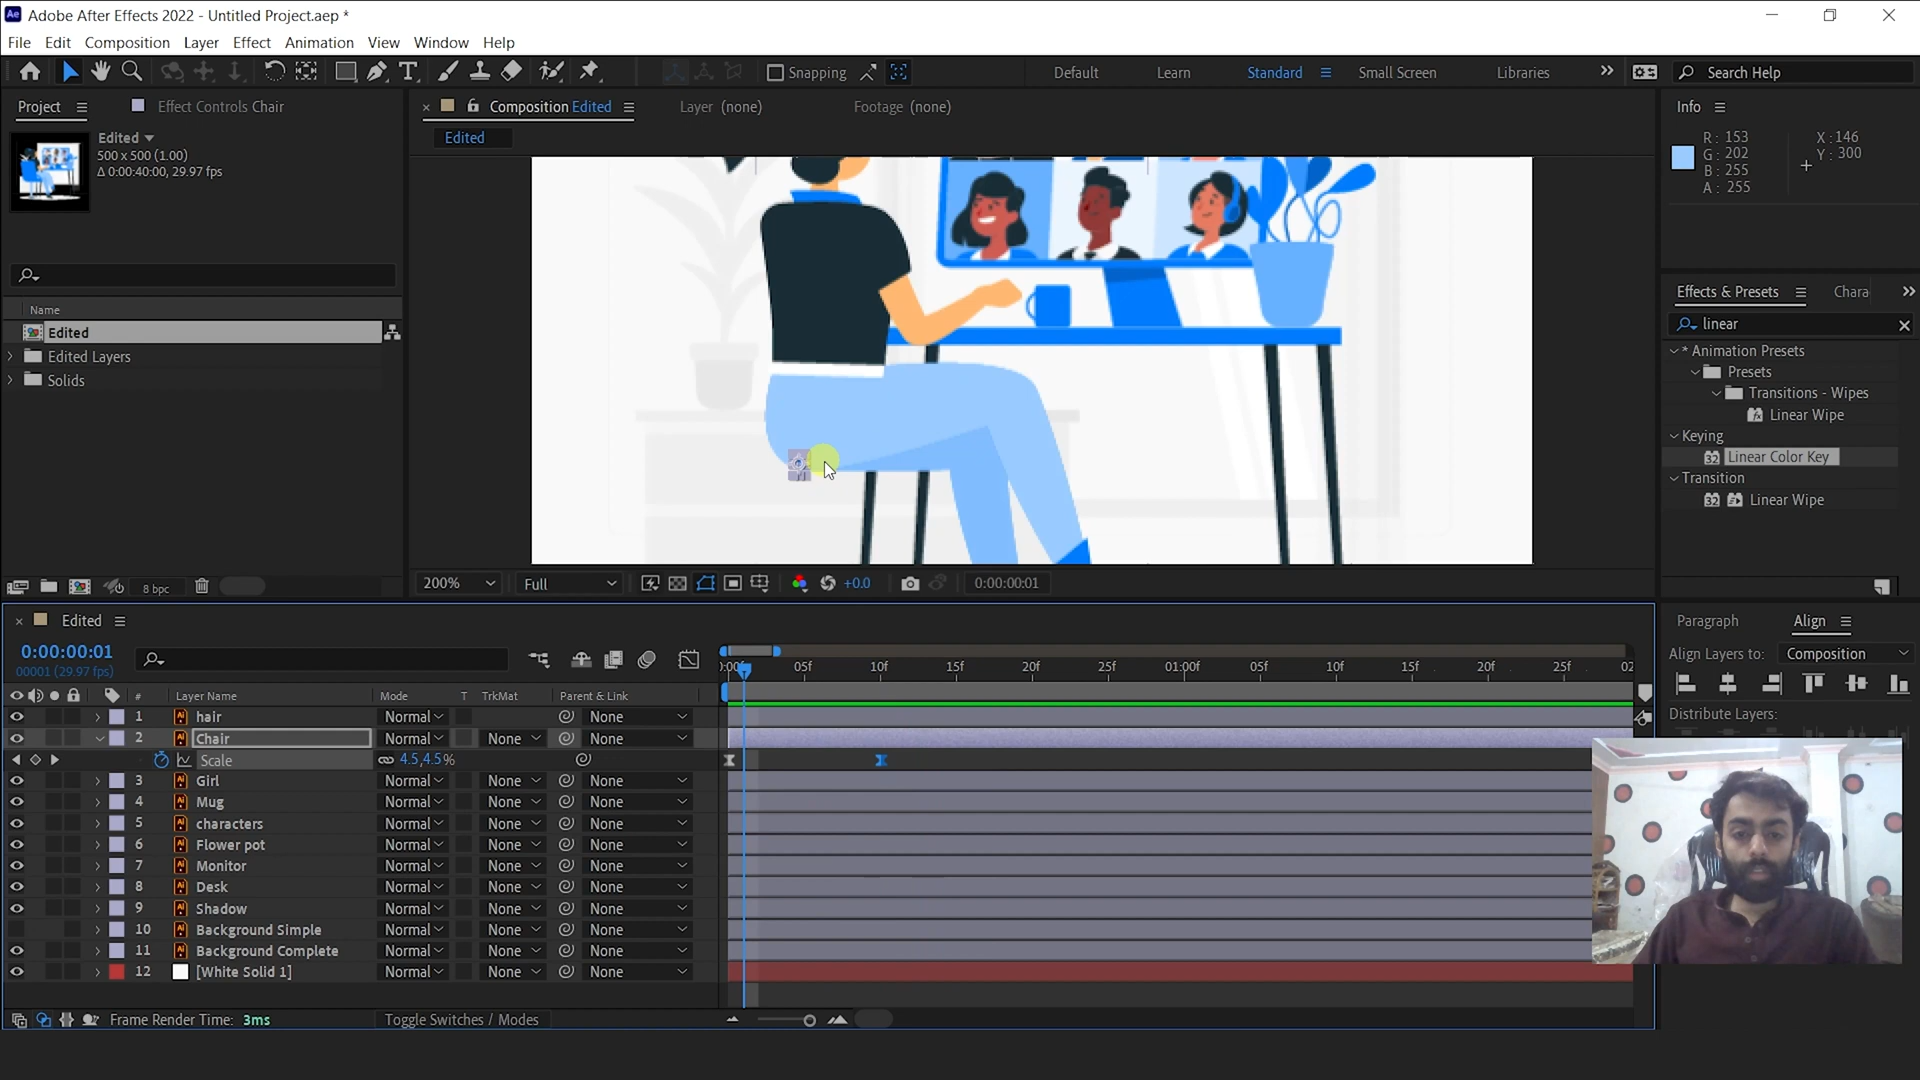 Adobe After Effects 2022 - Untitled Project.aep *
File Edit Composition Layer Effect Animation View Window Help
Snapping Default Learn Standard Small Screen Libraries Search Help
Project Effect Controls Chair Composition Edited Layer (none) Footage (none) Info
Edited
Edited
500 x 500 (1.00)
Δ 0:00:40:00, 29.97 fps
R: 153
G: 202
B: 255
A: 255
X: 146
Y: 300
Name
Edited
Edited Layers
Solids
Effects & Presets Chara
linear
* Animation Presets
Presets
Transitions - Wipes
Linear Wipe
Keying
32 Linear Color Key
Transition
32 Linear Wipe
8 bpc
200% Full +0.0 0:00:00:01
Edited
0:00:00:01
00001 (29.97 fps)
05f 10f 15f 20f 25f 01:00f 05f 10f 15f 20f 25f 02
# Layer Name Mode T TrkMat Parent & Link
1 hair Normal None
2 Chair Normal None None
Scale 4.5,4.5%
3 Girl Normal None None
4 Mug Normal None None
5 characters Normal None None
6 Flower pot Normal None None
7 Monitor Normal None None
8 Desk Normal None None
9 Shadow Normal None None
10 Background Simple Normal None None
11 Background Complete Normal None None
12 [White Solid 1] Normal None None
Frame Render Time: 3ms Toggle Switches / Modes
Paragraph Align
Align Layers to: Composition
Distribute Layers: